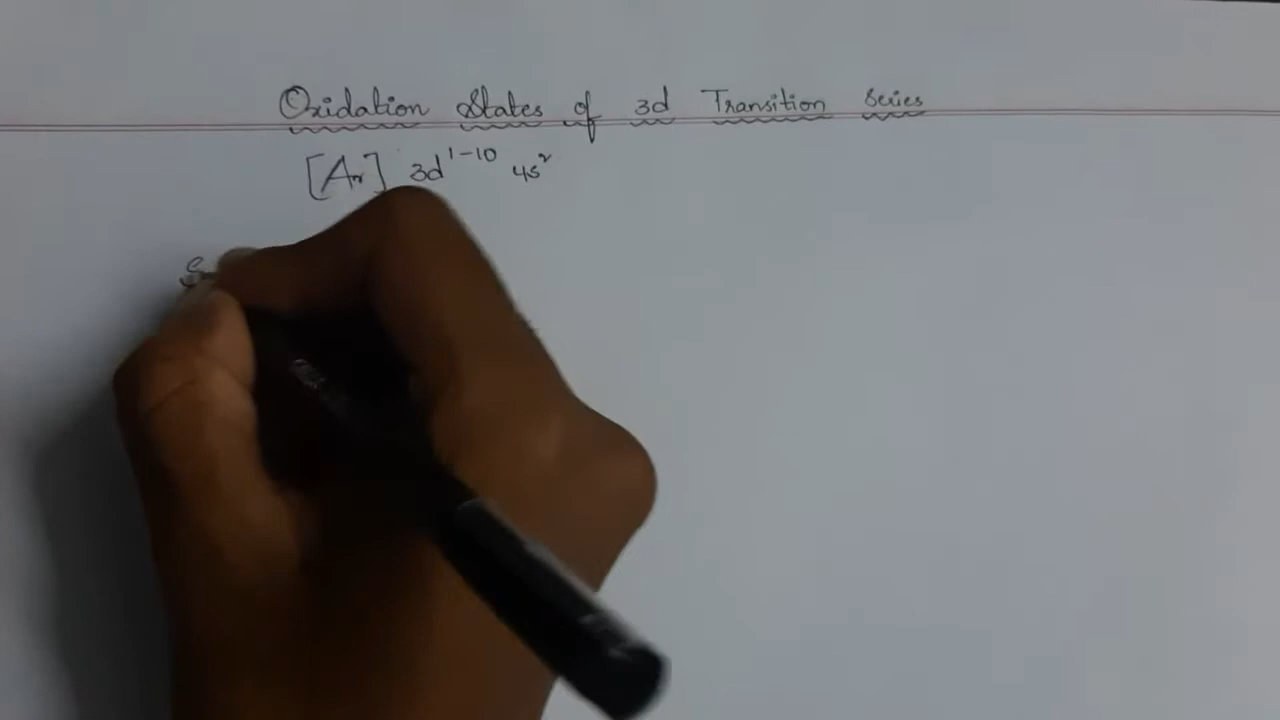 Oxidation States of 3d Transition Series
[Ar] 3d¹⁻¹⁰ 4s²